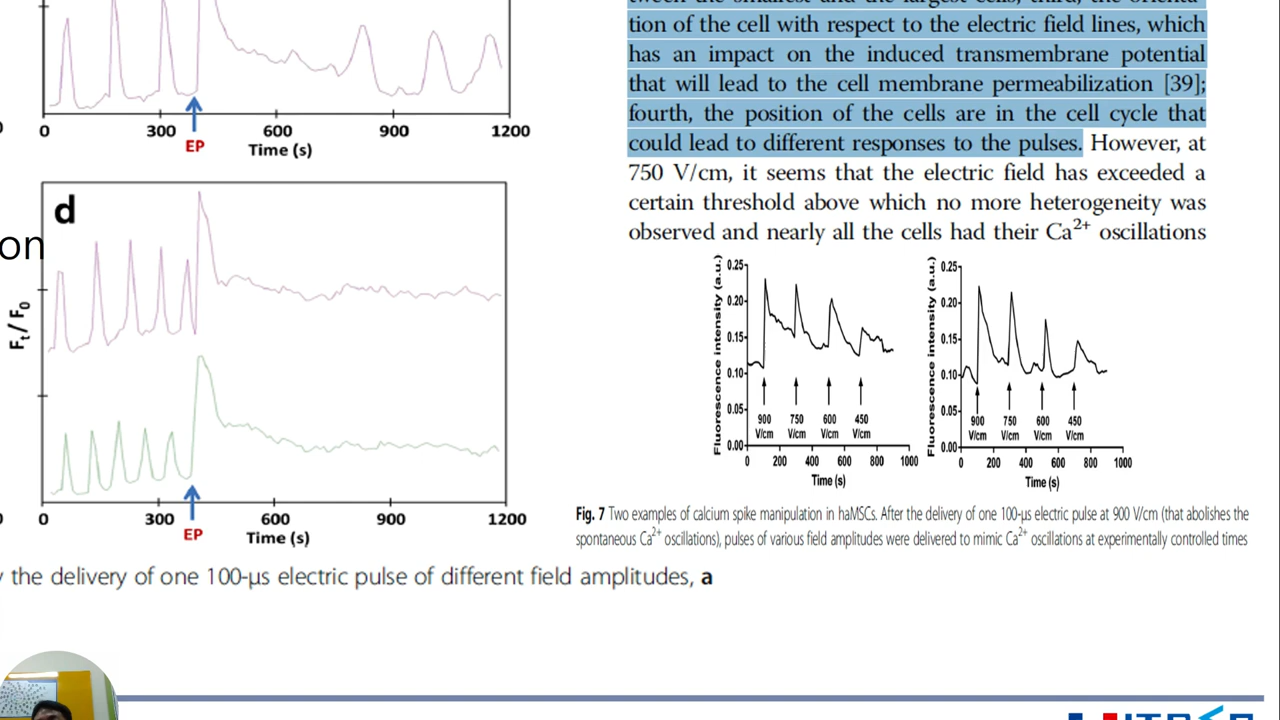 0
300
600
900
1200
EP
Time (s)
d
on
Ft / F0
0
300
600
900
1200
EP
Time (s)
y the delivery of one 100-μs electric pulse of different field amplitudes, a
tween the smallest and the largest cells; third, the orienta-
tion of the cell with respect to the electric field lines, which
has an impact on the induced transmembrane potential
that will lead to the cell membrane permeabilization [39];
fourth, the position of the cells are in the cell cycle that
could lead to different responses to the pulses. However, at
750 V/cm, it seems that the electric field has exceeded a
certain threshold above which no more heterogeneity was
observed and nearly all the cells had their Ca2+ oscillations
Fluorescence intensity (a.u.)
0.25
0.20
0.15
0.10
0.05
0.00
900 V/cm
750 V/cm
600 V/cm
450 V/cm
0
200
400
600
800
1000
Time (s)
Fluorescence intensity (a.u.)
0.25
0.20
0.15
0.10
0.05
0.00
900 V/cm
750 V/cm
600 V/cm
450 V/cm
0
200
400
600
800
1000
Time (s)
Fig. 7 Two examples of calcium spike manipulation in haMSCs. After the delivery of one 100-μs electric pulse at 900 V/cm (that abolishes the
spontaneous Ca2+ oscillations), pulses of various field amplitudes were delivered to mimic Ca2+ oscillations at experimentally controlled times